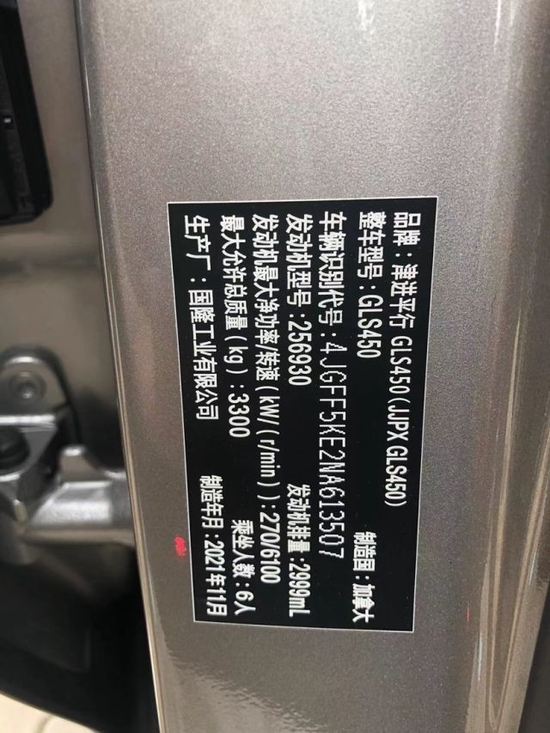 品牌：津进平行 GLS450(JJPX GLS450)
整车型号：GLS450 制造国：加拿大
车辆识别代号：4JGFF5KE2NA613507
发动机型号：256930 发动机排量：2999mL
发动机最大净功率/转速(kW/(r/min))：270/6100
最大允许总质量(kg)：3300 乘坐人数：6人
生产厂：国隆工业有限公司 制造年月：2021年11月